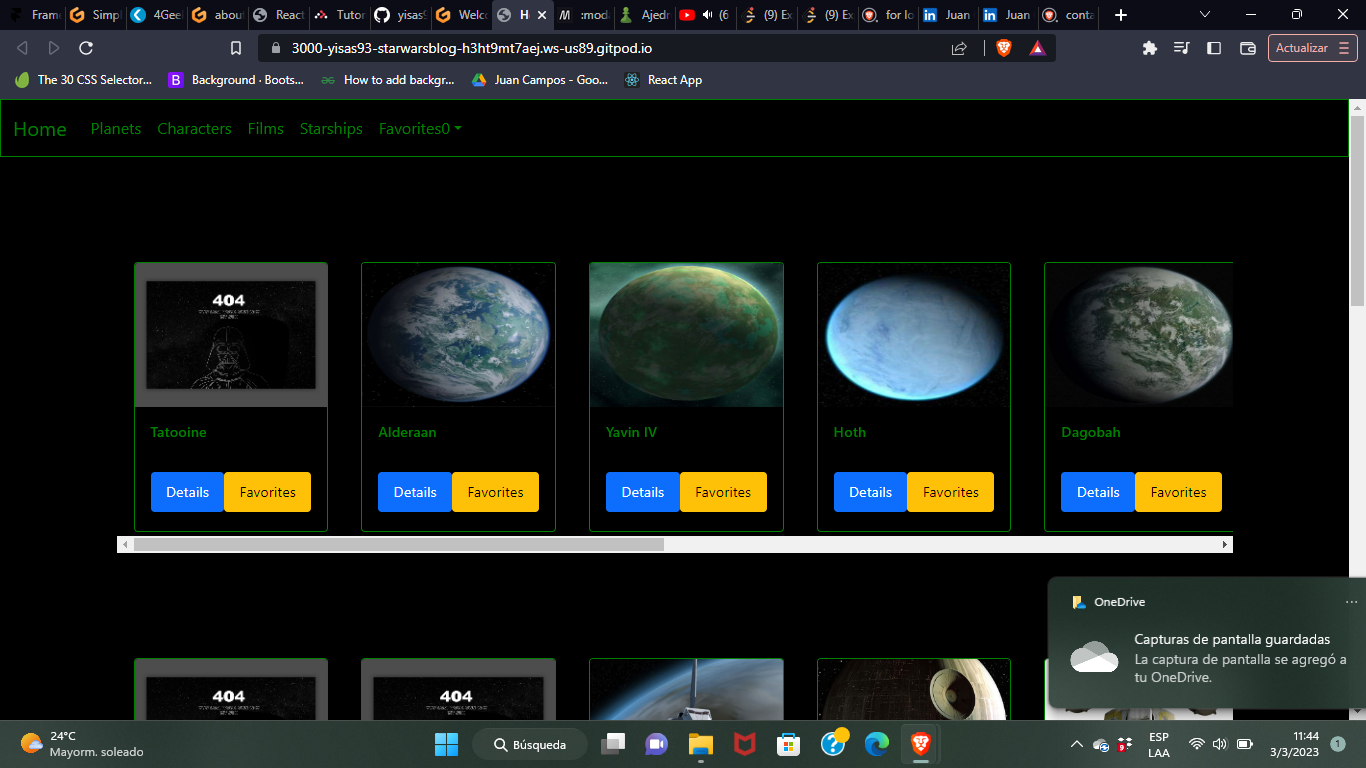 Frame
Simpl
4Gee
about
React
Tutor
yisas9
Welco
H
:mod
Ajedr
(6
(9) Ex
(9) Ex
for lo
Juan
Juan
conta
3000-yisas93-starwarsblog-h3ht9mt7aej.ws-us89.gitpod.io
Actualizar
The 30 CSS Selector...
Background · Boots...
How to add backgr...
Juan Campos - Goo...
React App
Home
Planets
Characters
Films
Starships
Favorites0
404
Tatooine
Alderaan
Yavin IV
Hoth
Dagobah
Details
Favorites
Details
Favorites
Details
Favorites
Details
Favorites
Details
Favorites
404
404
OneDrive
Capturas de pantalla guardadas
La captura de pantalla se agregó a
tu OneDrive.
24°C
Mayorm. soleado
Búsqueda
ESP
LAA
11:44
3/3/2023
1